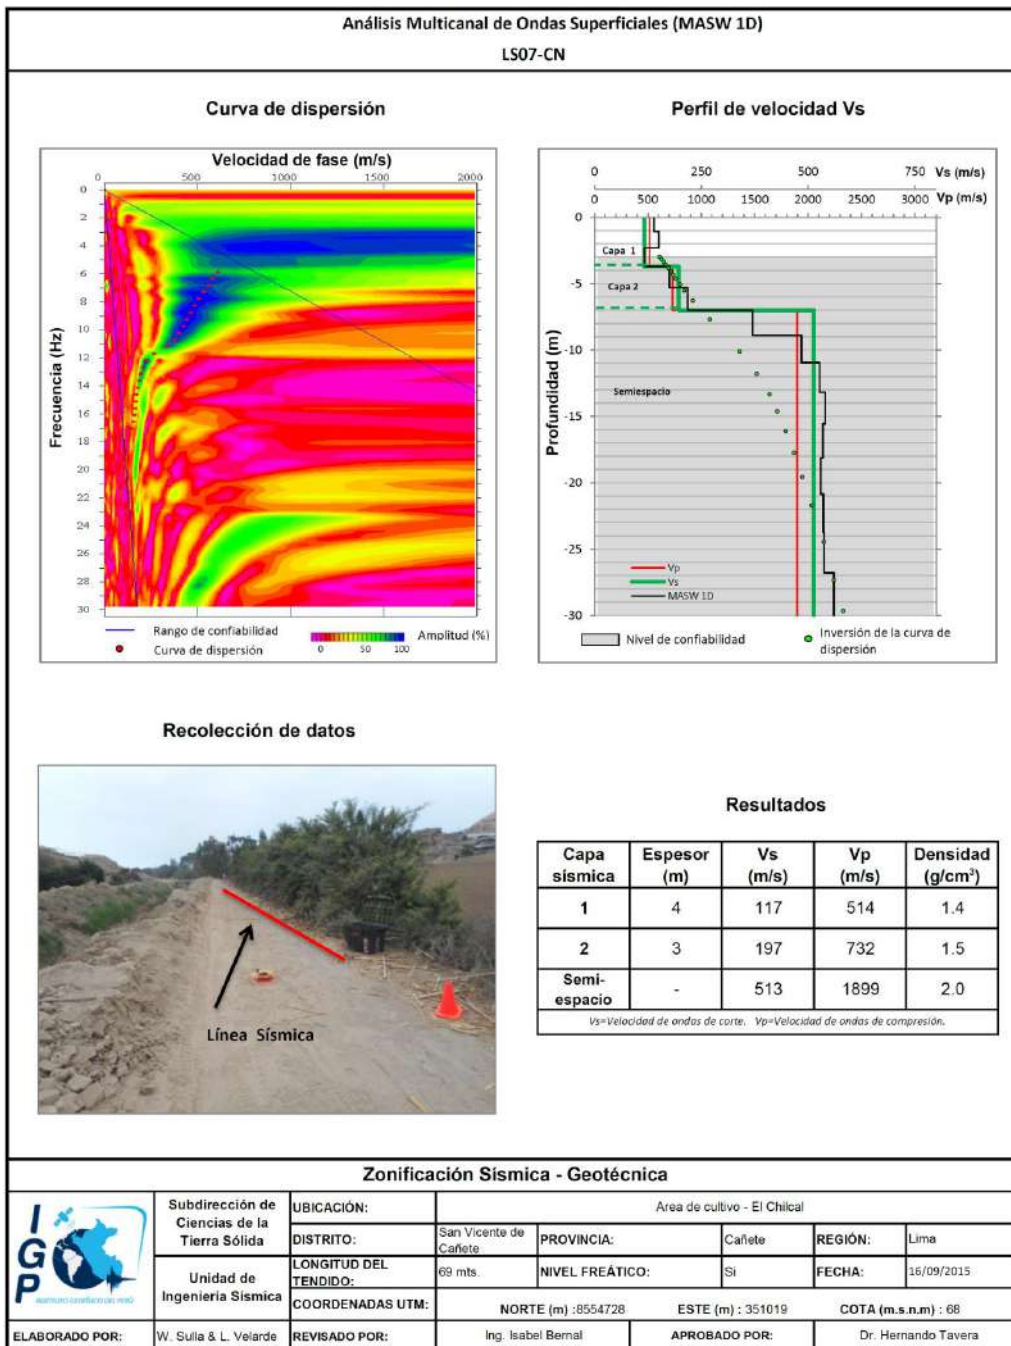 Análisis Multicanal de Ondas Superficiales (MASW 1D)
LS07-CN
Curva de dispersión
Velocidad de fase (m/s)
0 500 1000 1500 2000
Frecuencia (Hz)
0
2
4
6
8
10
12
14
16
18
20
22
24
26
28
30
Rango de confiabilidad
Curva de dispersión
Amplitud (%)
0 50 100
Perfil de velocidad Vs
0 250 500 750 Vs (m/s)
0 500 1000 1500 2000 2500 3000 Vp (m/s)
Profundidad (m)
0
-5
-10
-15
-20
-25
-30
Capa 1
Capa 2
Semiespacio
Vp
Vs
MASW 1D
Nivel de confiabilidad
Inversión de la curva de dispersión
Recolección de datos
Línea Sísmica
Resultados
Capa sísmica Espesor (m) Vs (m/s) Vp (m/s) Densidad (g/cm³)
1 4 117 514 1.4
2 3 197 732 1.5
Semi-espacio - 513 1899 2.0
Vs=Velocidad de ondas de corte. Vp=Velocidad de ondas de compresión.
Zonificación Sísmica - Geotécnica
IGP
INSTITUTO GEOFÍSICO DEL PERÚ
Subdirección de Ciencias de la Tierra Sólida
Unidad de Ingeniería Sísmica
UBICACIÓN: Area de cultivo - El Chilcal
DISTRITO: San Vicente de Cañete PROVINCIA: Cañete REGIÓN: Lima
LONGITUD DEL TENDIDO: 69 mts. NIVEL FREÁTICO: Si FECHA: 16/09/2015
COORDENADAS UTM: NORTE (m) :8554728 ESTE (m) : 351019 COTA (m.s.n.m) : 68
ELABORADO POR: W. Sulla & L. Velarde REVISADO POR: Ing. Isabel Bernal APROBADO POR: Dr. Hernando Tavera